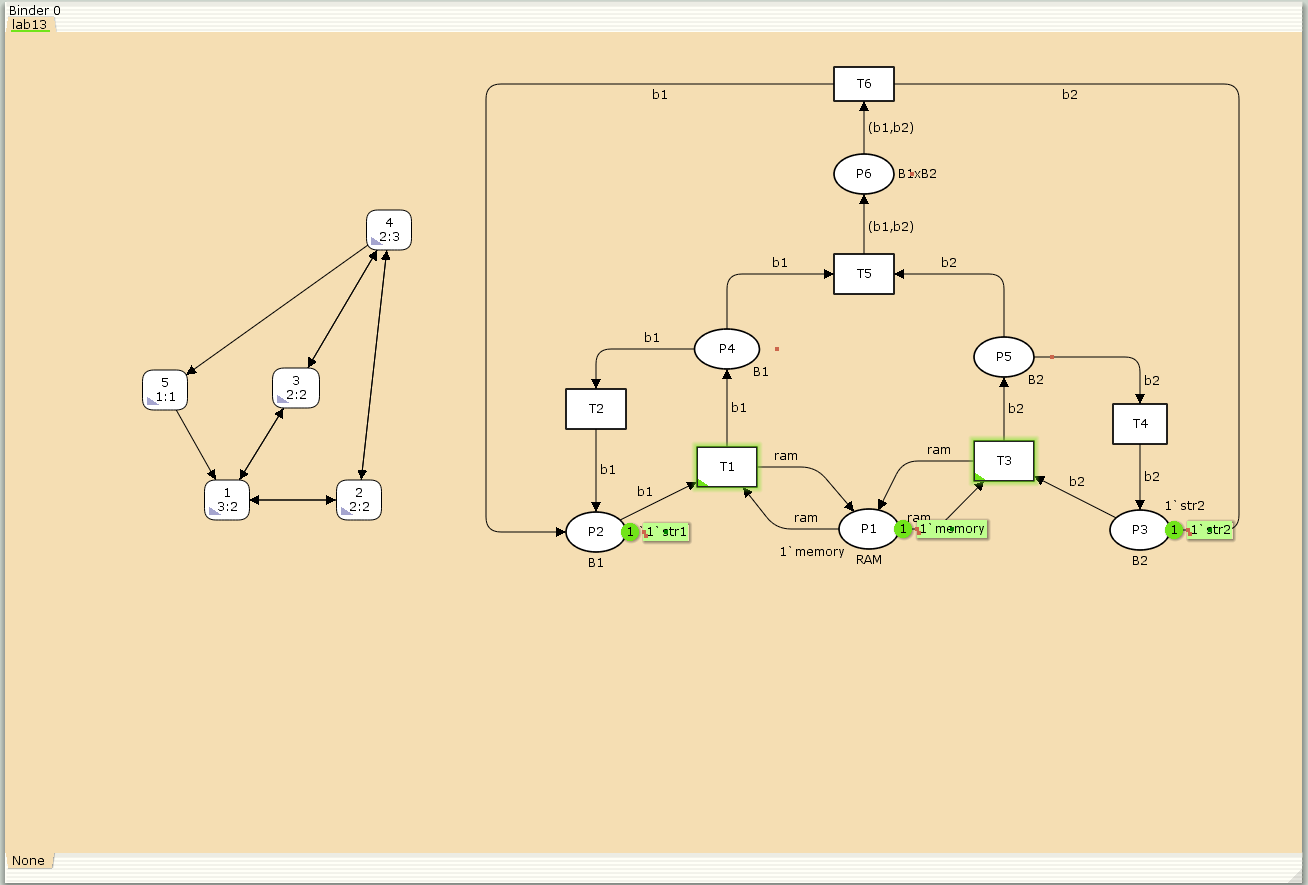 Binder 0
lab13
T6
b1
b2
(b1,b2)
P6
B1xB2
4
2:3
(b1,b2)
b1
T5
b2
b1
P4
B1
P5
B2
b2
5
1:1
3
2:2
T2
b1
b2
T4
T1
ram
ram
T3
b1
b1
b2
b2
1
3:2
2
2:2
ram
ram
1`str2
P2
1
1`str1
P1
1
1`memory
P3
1
1`str2
1`memory
B1
RAM
B2
None